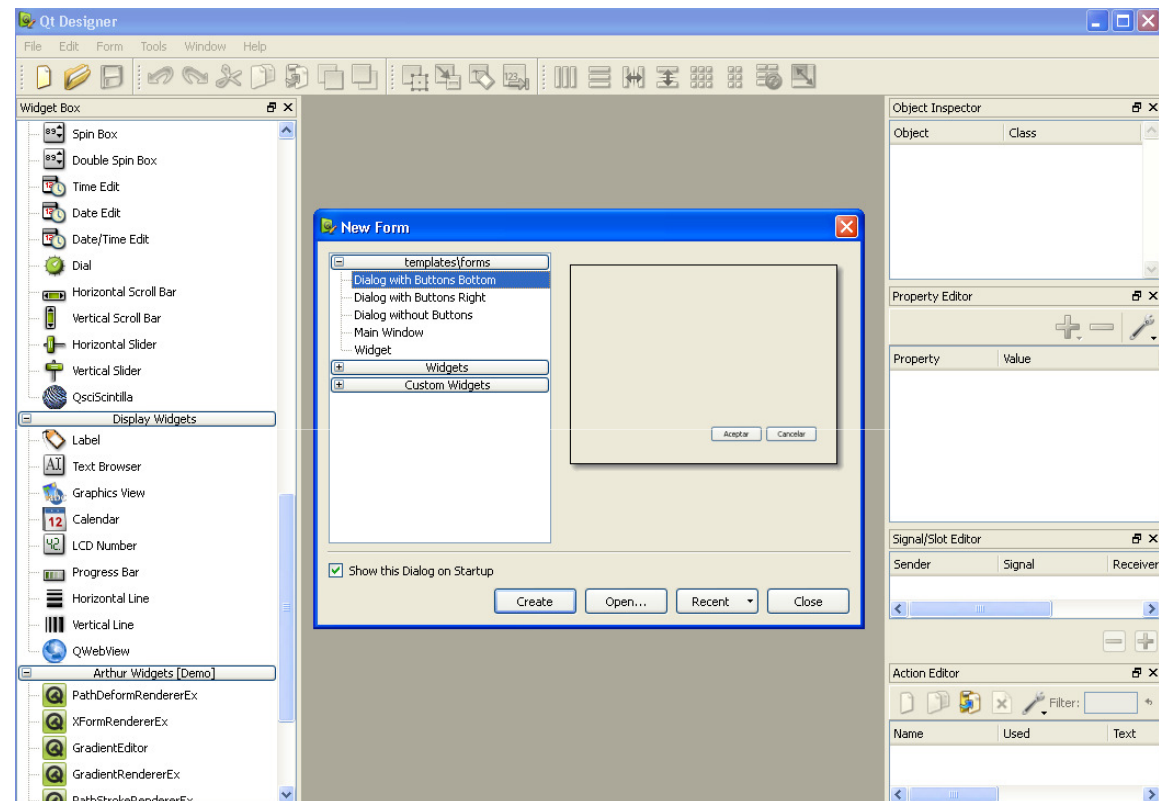 Qt Designer
File Edit Form Tools Window Help
123
Widget Box
Spin Box
Double Spin Box
Time Edit
Date Edit
Date/Time Edit
Dial
Horizontal Scroll Bar
Vertical Scroll Bar
Horizontal Slider
Vertical Slider
QsciScintilla
Display Widgets
Label
Text Browser
Graphics View
Calendar
LCD Number
Progress Bar
Horizontal Line
Vertical Line
QWebView
Arthur Widgets [Demo]
PathDeformRendererEx
XFormRendererEx
GradientEditor
GradientRendererEx
PathStrokeRendererEx
New Form
templates\forms
Dialog with Buttons Bottom
Dialog with Buttons Right
Dialog without Buttons
Main Window
Widget
Widgets
Custom Widgets
Aceptar Cancelar
Show this Dialog on Startup
Create Open... Recent Close
Object Inspector
Object Class
Property Editor
Property Value
Signal/Slot Editor
Sender Signal Receiver
Action Editor
Filter:
Name Used Text